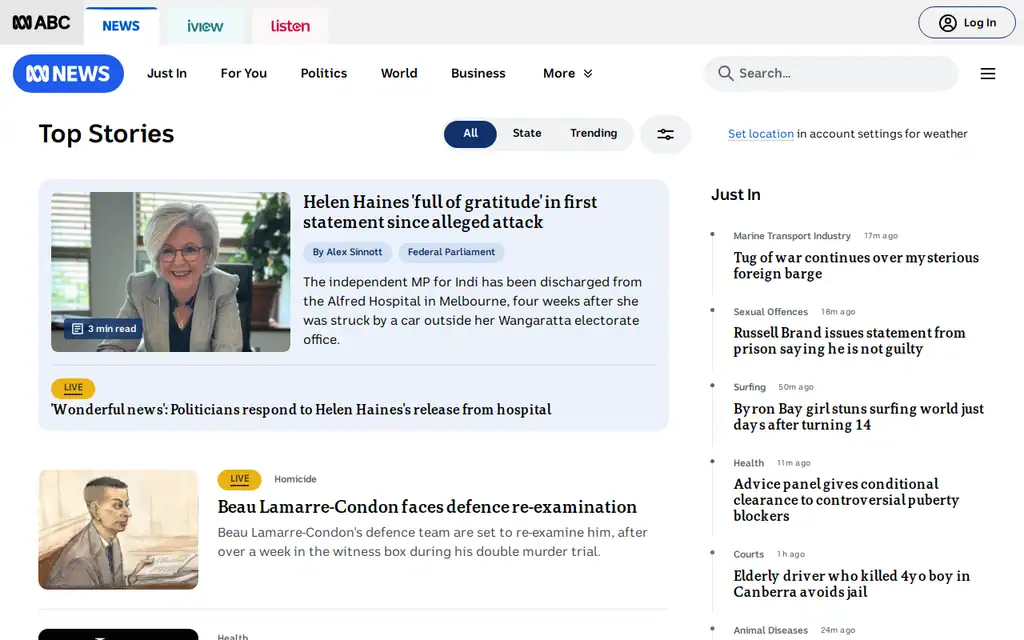 ABC
NEWS
iview
listen
Log In
NEWS
Just In
For You
Politics
World
Business
More
Search...
Top Stories
All
State
Trending
Set location in account settings for weather
3 min read
Helen Haines 'full of gratitude' in first
statement since alleged attack
By Alex Sinnott
Federal Parliament
The independent MP for Indi has been discharged from
the Alfred Hospital in Melbourne, four weeks after she
was struck by a car outside her Wangaratta electorate
office.
LIVE
'Wonderful news': Politicians respond to Helen Haines's release from hospital
LIVE
Homicide
Beau Lamarre-Condon faces defence re-examination
Beau Lamarre-Condon's defence team are set to re-examine him, after
over a week in the witness box during his double murder trial.
Health
Just In
Marine Transport Industry 17m ago
Tug of war continues over mysterious
foreign barge
Sexual Offences 18m ago
Russell Brand issues statement from
prison saying he is not guilty
Surfing 50m ago
Byron Bay girl stuns surfing world just
days after turning 14
Health 11m ago
Advice panel gives conditional
clearance to controversial puberty
blockers
Courts 1h ago
Elderly driver who killed 4yo boy in
Canberra avoids jail
Animal Diseases 24m ago